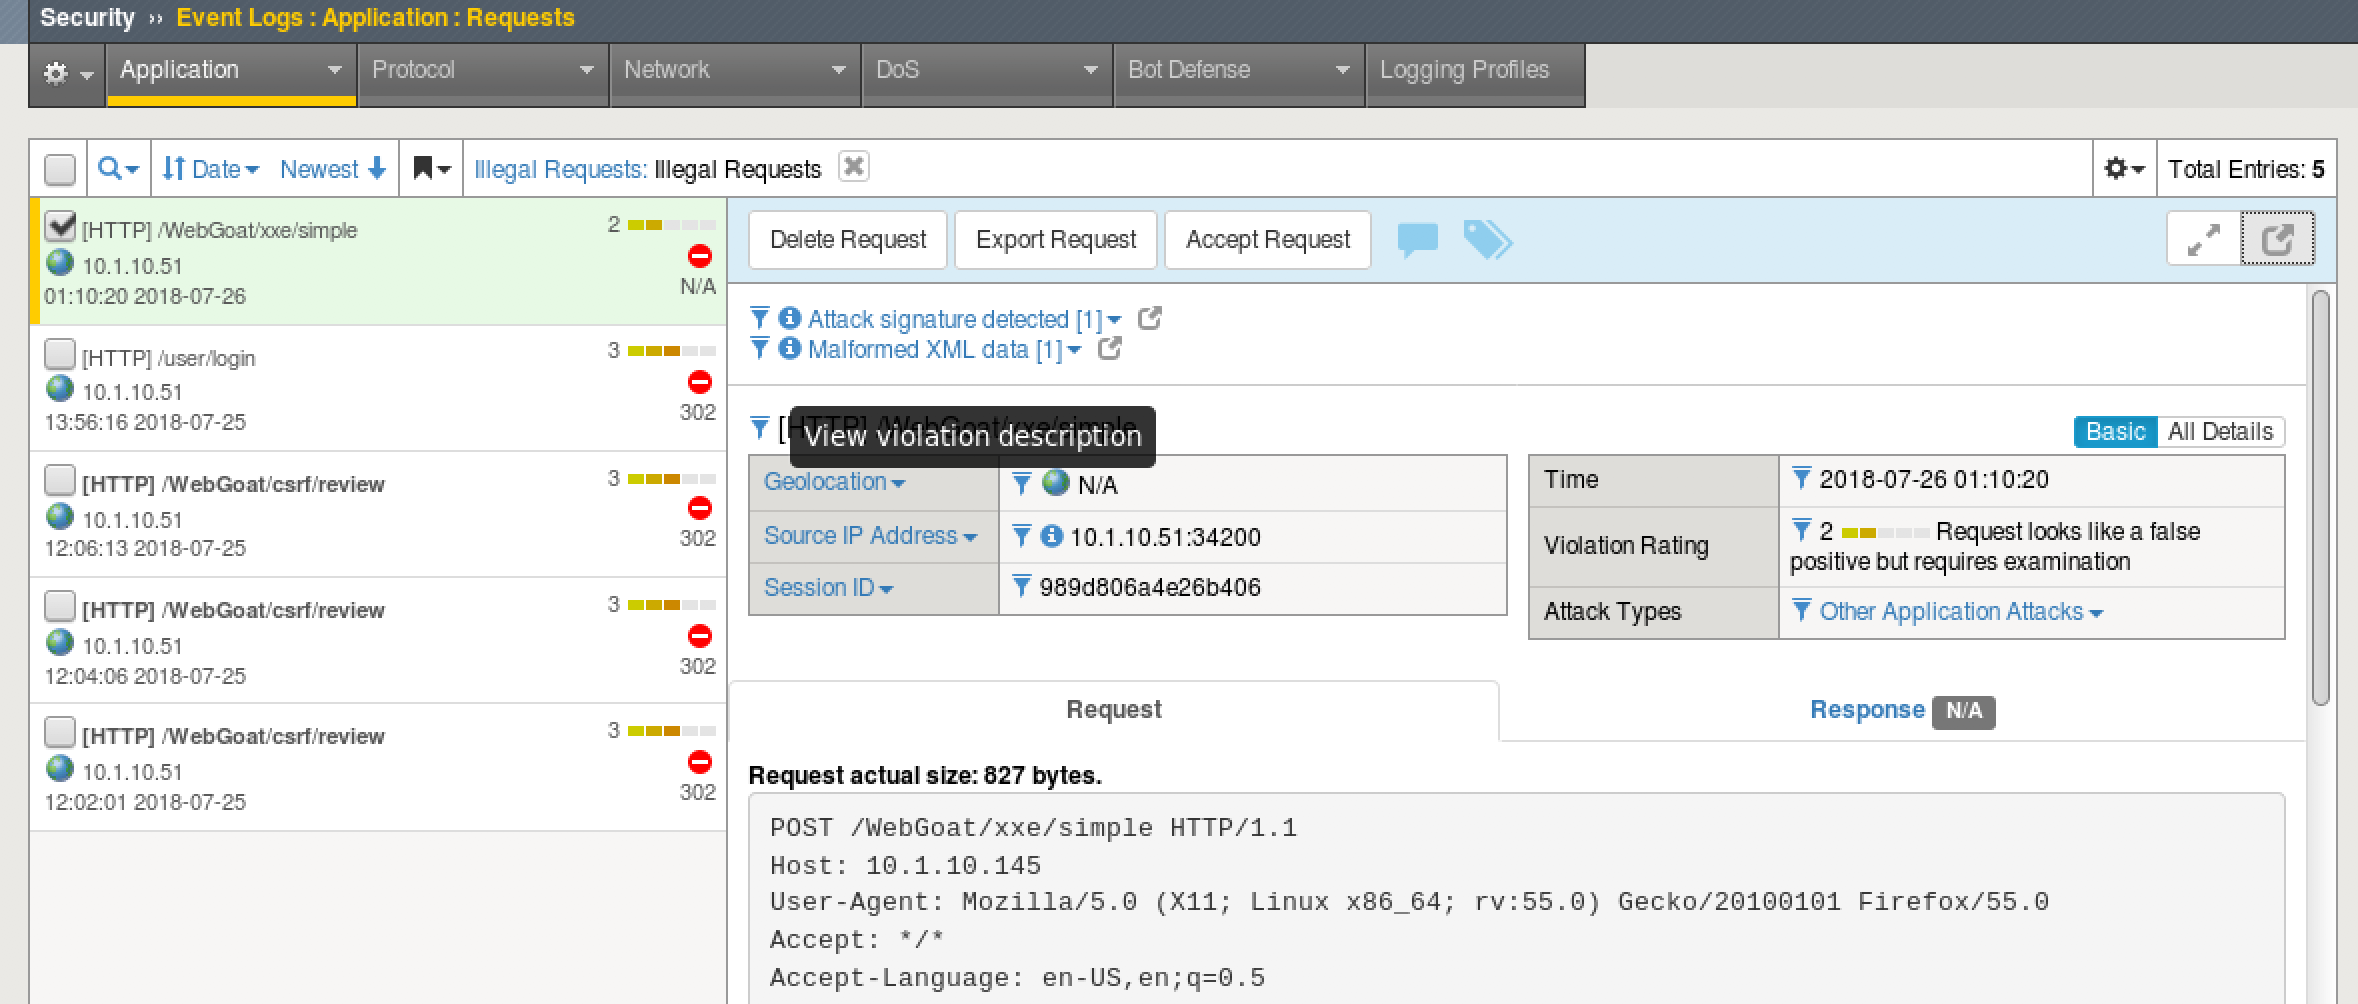 Security ›› Event Logs : Application : Requests
Application Protocol Network DoS Bot Defense Logging Profiles
Date Newest Illegal Requests: Illegal Requests Total Entries: 5
[HTTP] /WebGoat/xxe/simple 2
10.1.10.51
N/A
01:10:20 2018-07-26
[HTTP] /user/login 3
10.1.10.51
302
13:56:16 2018-07-25
[HTTP] /WebGoat/csrf/review 3
10.1.10.51
302
12:06:13 2018-07-25
[HTTP] /WebGoat/csrf/review 3
10.1.10.51
302
12:04:06 2018-07-25
[HTTP] /WebGoat/csrf/review 3
10.1.10.51
302
12:02:01 2018-07-25
Delete Request Export Request Accept Request
Attack signature detected [1]
Malformed XML data [1]
[HTTP] /WebGoat/xxe/simple
View violation description
Basic All Details
Geolocation N/A
Source IP Address 10.1.10.51:34200
Session ID 989d806a4e26b406
Time 2018-07-26 01:10:20
Violation Rating 2 Request looks like a false
positive but requires examination
Attack Types Other Application Attacks
Request Response N/A
Request actual size: 827 bytes.
POST /WebGoat/xxe/simple HTTP/1.1
Host: 10.1.10.145
User-Agent: Mozilla/5.0 (X11; Linux x86_64; rv:55.0) Gecko/20100101 Firefox/55.0
Accept: */*
Accept-Language: en-US,en;q=0.5